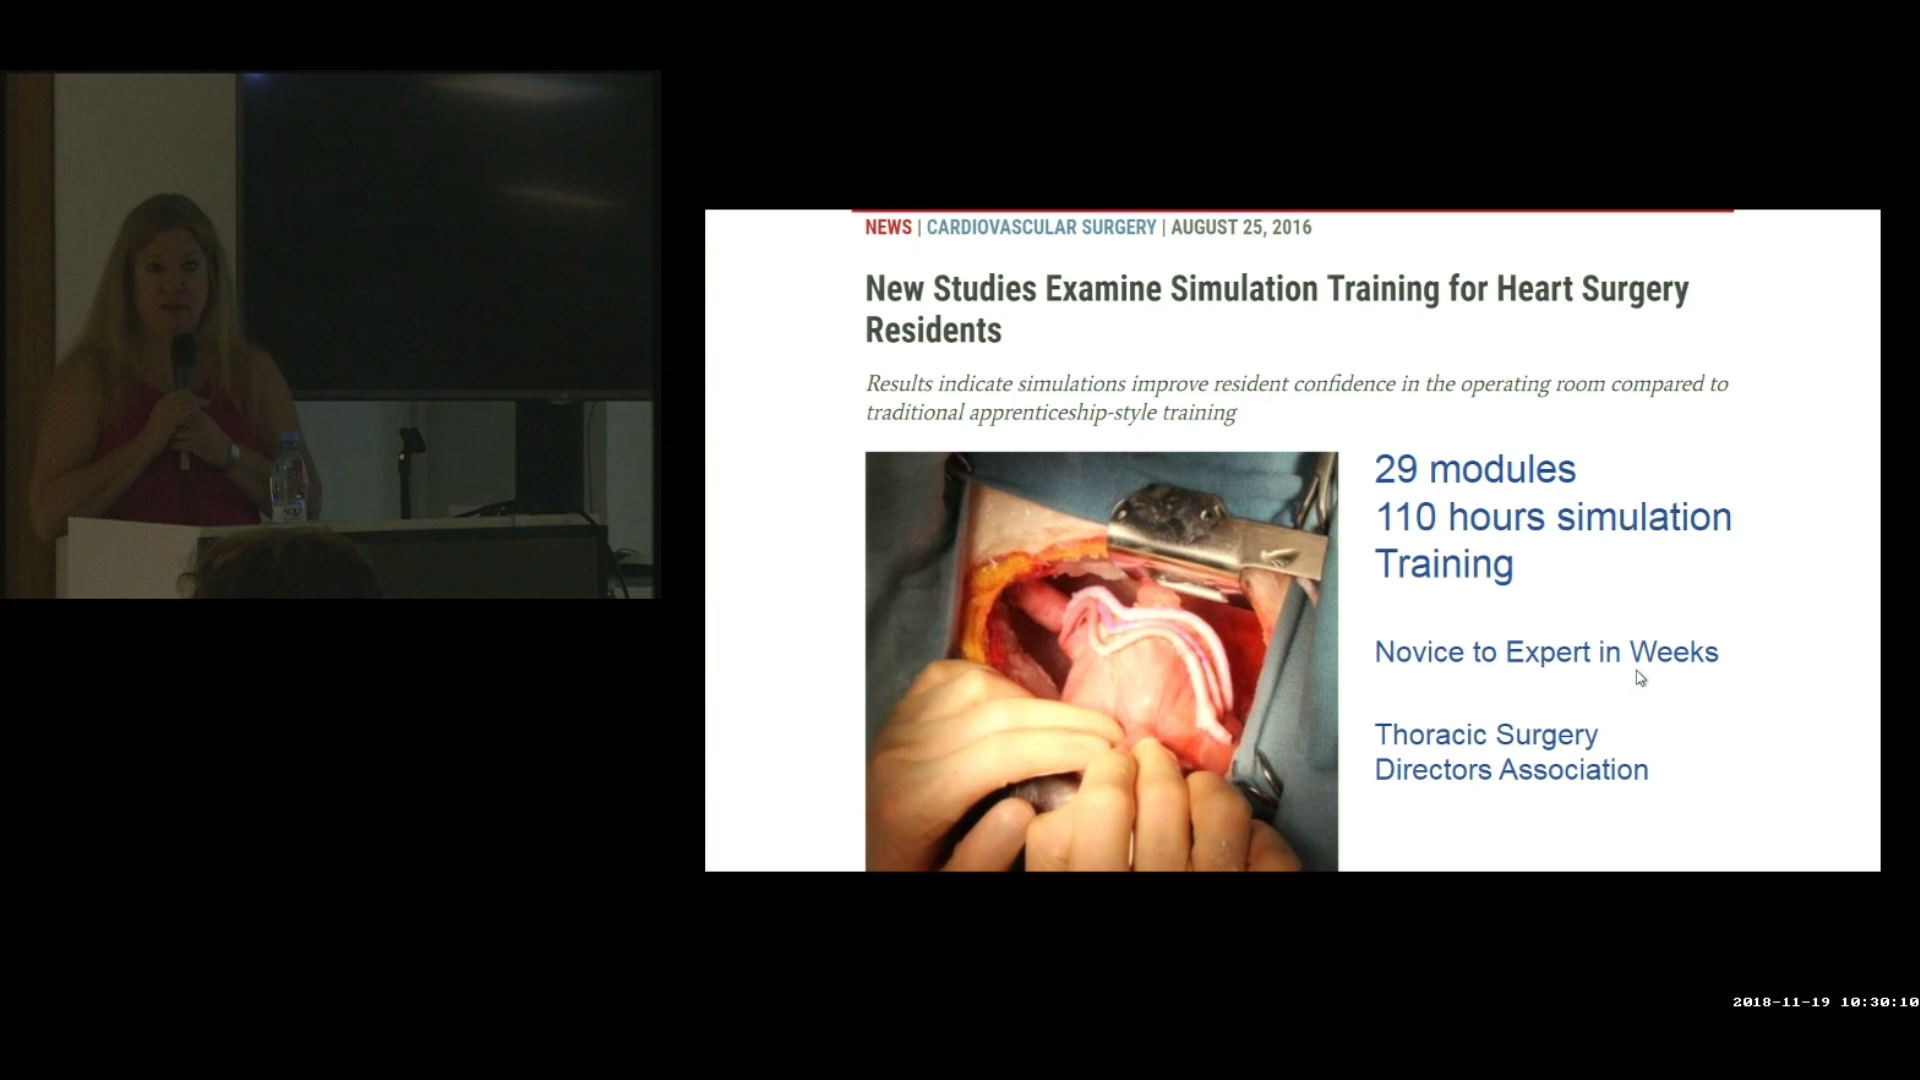 NEWS | CARDIOVASCULAR SURGERY | AUGUST 25, 2016
New Studies Examine Simulation Training for Heart Surgery
Residents
Results indicate simulations improve resident confidence in the operating room compared to
traditional apprenticeship-style training
29 modules
110 hours simulation
Training
Novice to Expert in Weeks
Thoracic Surgery
Directors Association
2018-11-19 10:30:10